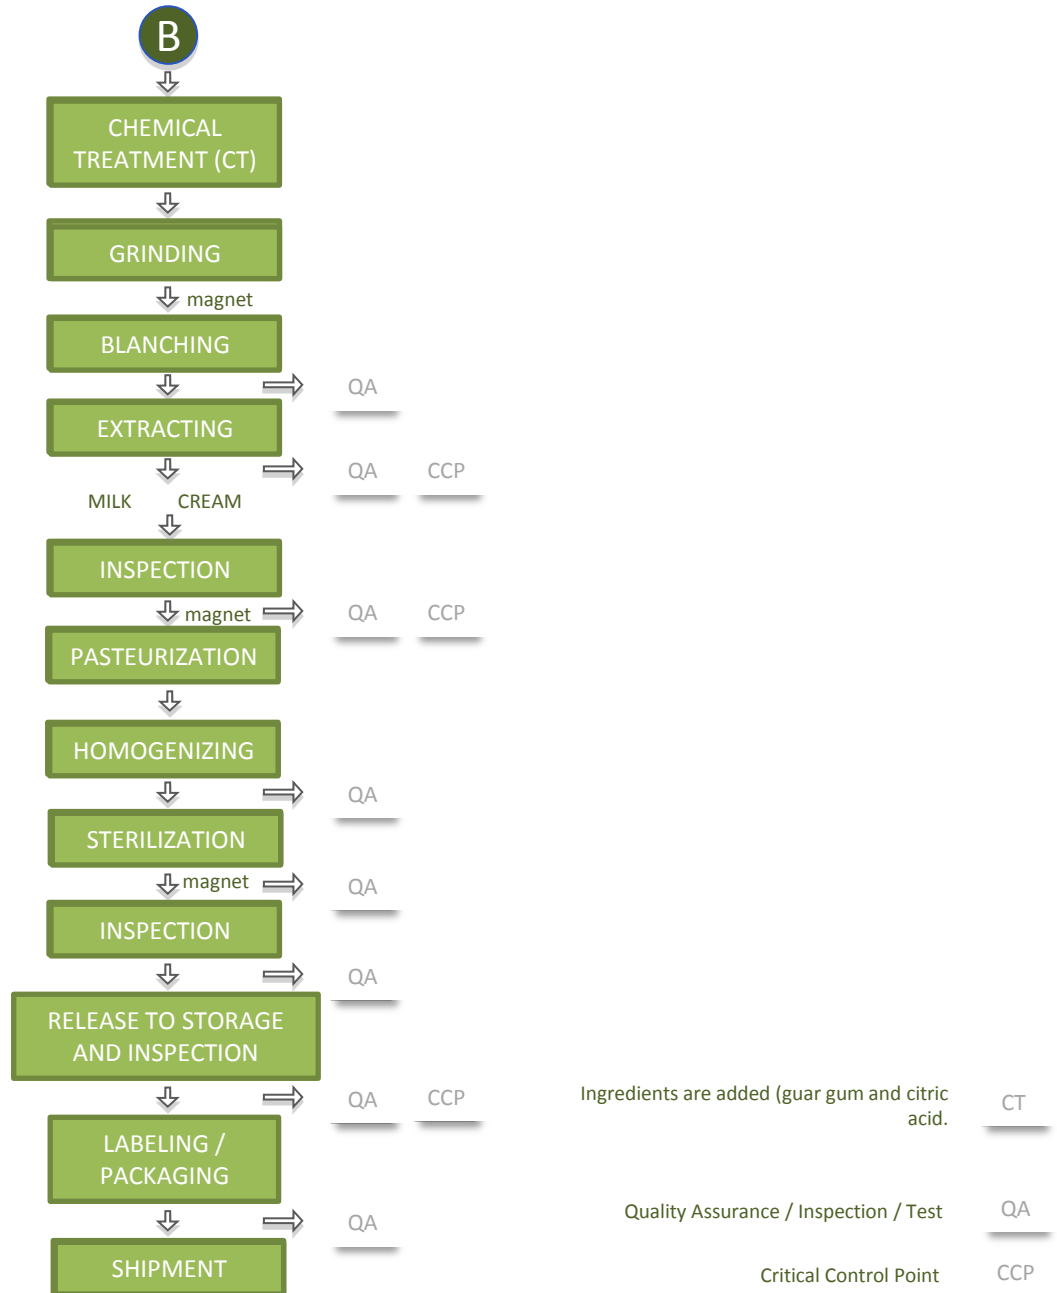 B
CHEMICAL
TREATMENT (CT)
GRINDING
magnet
BLANCHING
QA
EXTRACTING
QA CCP
MILK CREAM
INSPECTION
magnet QA CCP
PASTEURIZATION
HOMOGENIZING
QA
STERILIZATION
magnet QA
INSPECTION
QA
RELEASE TO STORAGE
AND INSPECTION
QA CCP
LABELING /
PACKAGING
QA
SHIPMENT
Ingredients are added (guar gum and citric
acid.
CT
Quality Assurance / Inspection / Test QA
Critical Control Point CCP